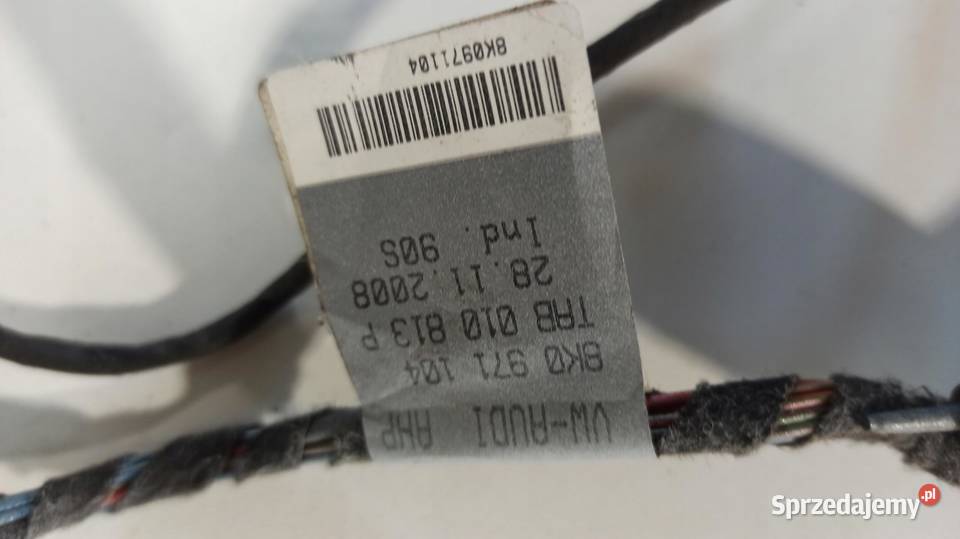 VW-AUDI AHP
8K0 971 104
TAB 010 813 P
28.11.2008
Ind. 90S
8K0971104
Sprzedajemy.pl